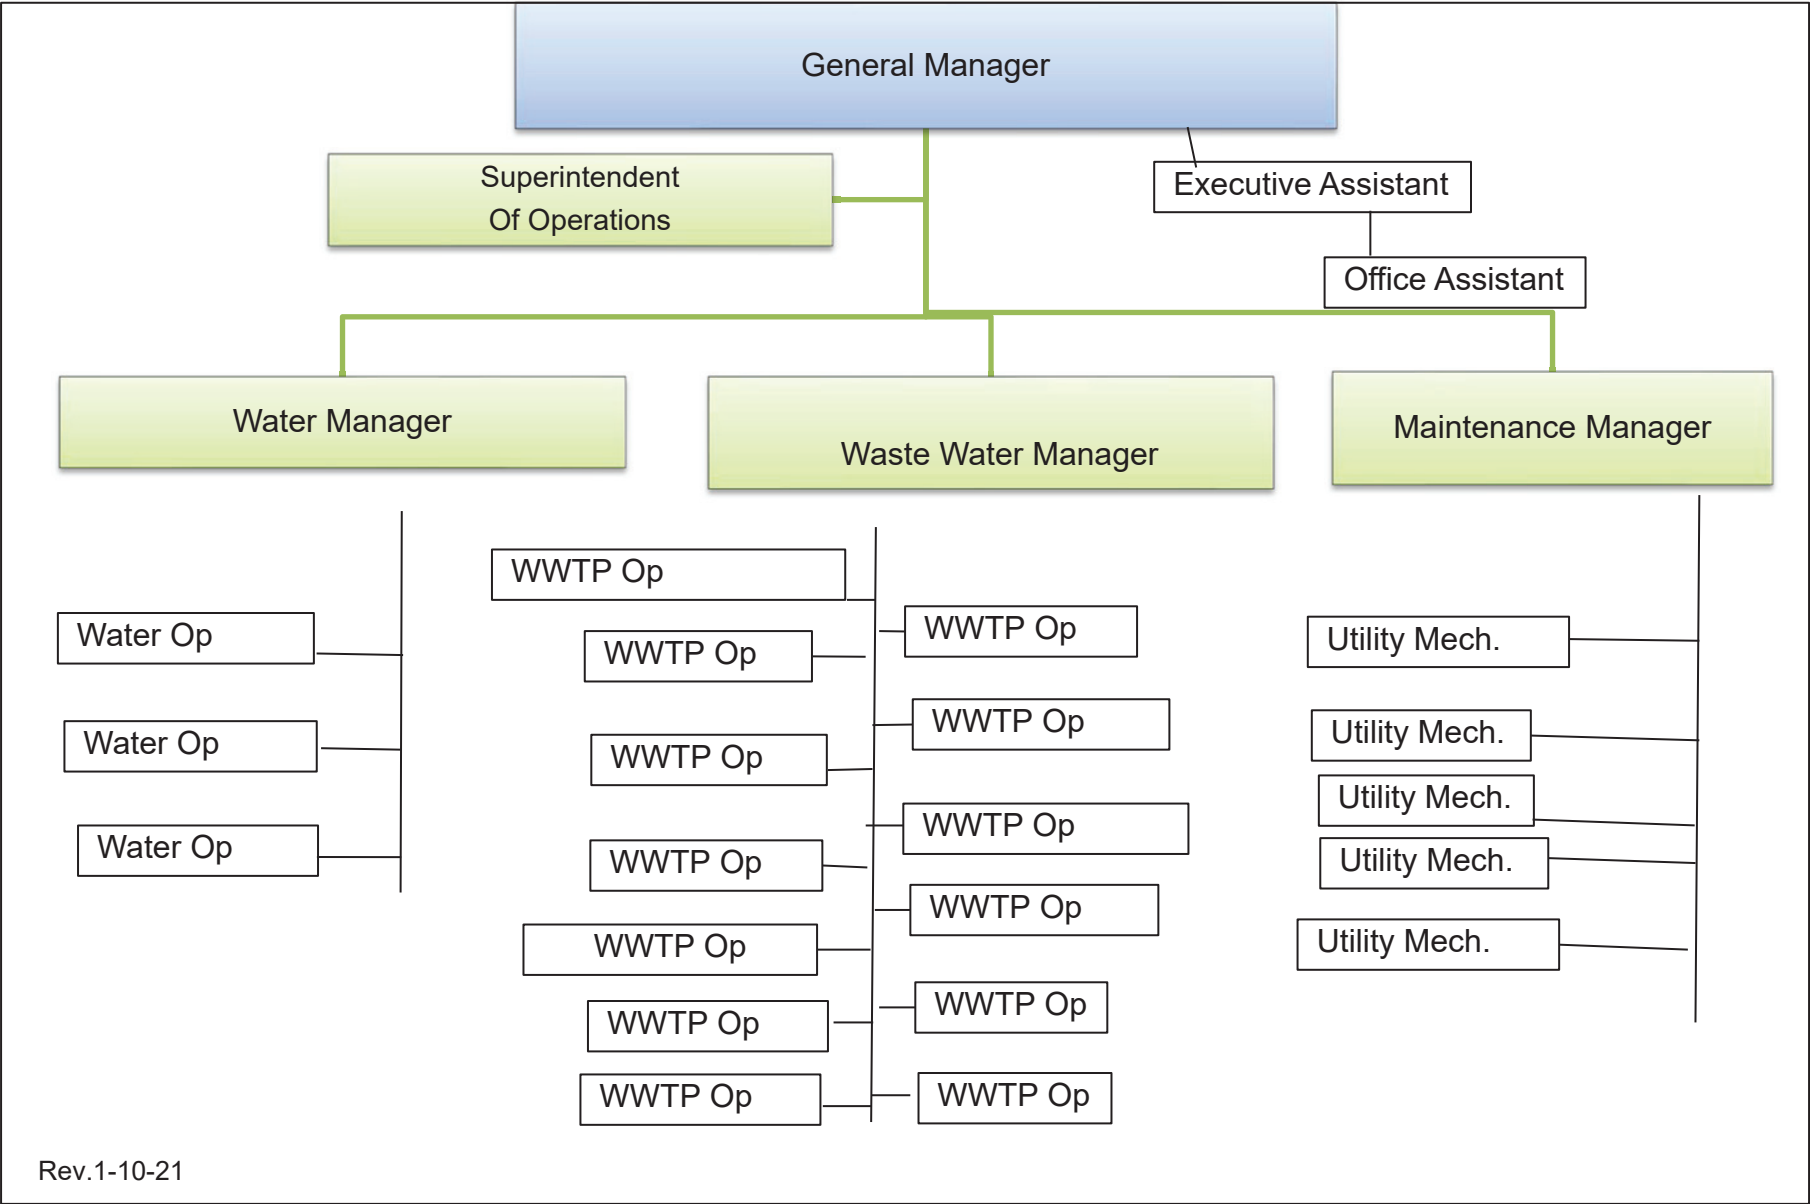 General Manager
Superintendent
Of Operations
Executive Assistant
Office Assistant
Water Manager
Waste Water Manager
Maintenance Manager
Water Op
Water Op
Water Op
WWTP Op
WWTP Op
WWTP Op
WWTP Op
WWTP Op
WWTP Op
WWTP Op
WWTP Op
WWTP Op
WWTP Op
WWTP Op
WWTP Op
WWTP Op
Utility Mech.
Utility Mech.
Utility Mech.
Utility Mech.
Utility Mech.
Rev.1-10-21